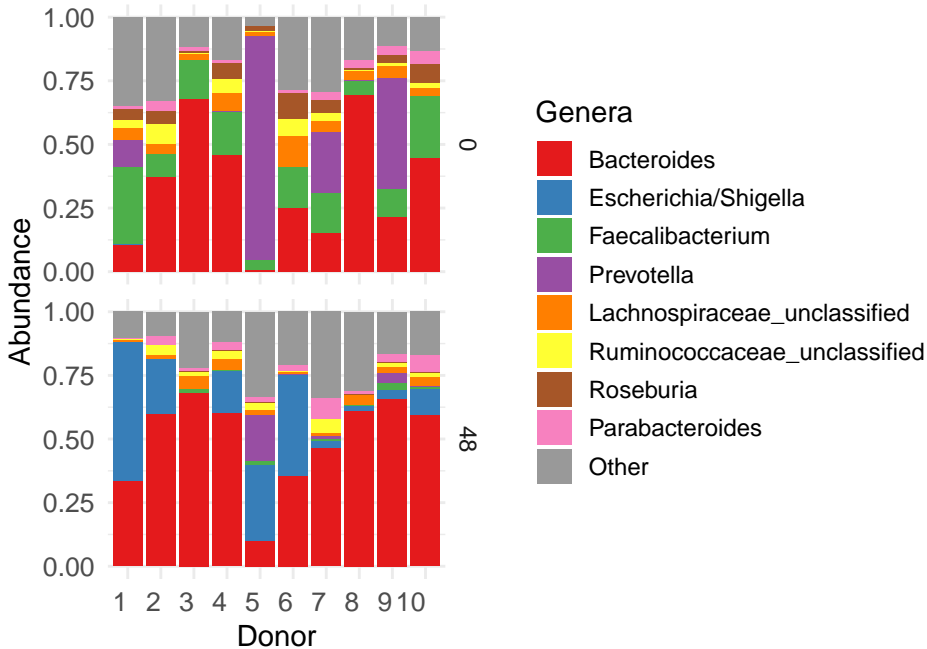 1.00
0.75
0.50
0.25
0.00
0
1.00
0.75
0.50
0.25
0.00
48
Abundance
1 2 3 4 5 6 7 8 9 10
Donor
Genera
Bacteroides
Escherichia/Shigella
Faecalibacterium
Prevotella
Lachnospiraceae_unclassified
Ruminococcaceae_unclassified
Roseburia
Parabacteroides
Other